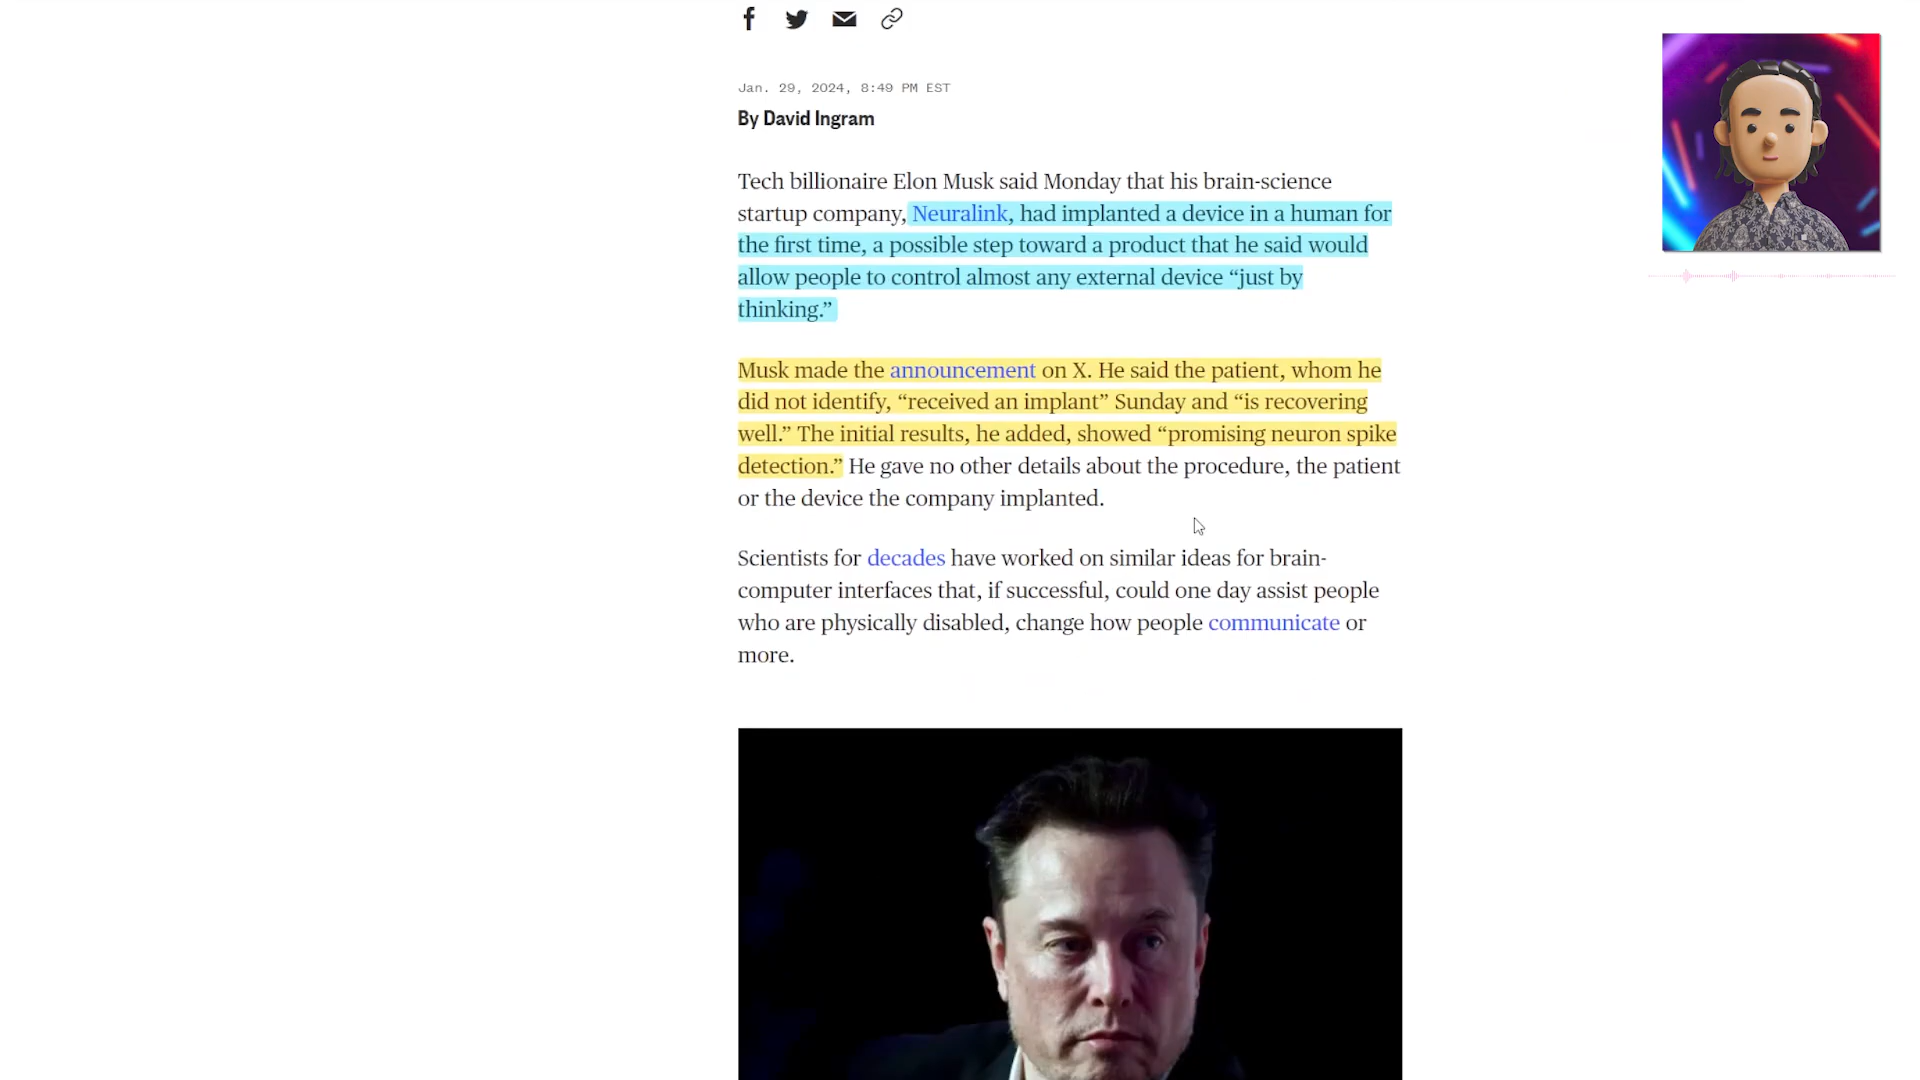 Jan. 29, 2024, 8:49 PM EST
By David Ingram
Tech billionaire Elon Musk said Monday that his brain-science
startup company, Neuralink, had implanted a device in a human for
the first time, a possible step toward a product that he said would
allow people to control almost any external device “just by
thinking.”
Musk made the announcement on X. He said the patient, whom he
did not identify, “received an implant” Sunday and “is recovering
well.” The initial results, he added, showed “promising neuron spike
detection.” He gave no other details about the procedure, the patient
or the device the company implanted.
Scientists for decades have worked on similar ideas for brain-
computer interfaces that, if successful, could one day assist people
who are physically disabled, change how people communicate or
more.